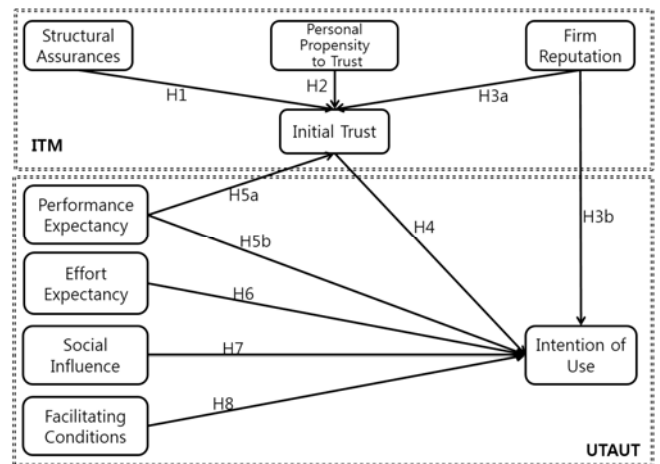 Structural
Assurances
Personal
Propensity
to Trust
Firm
Reputation
H1
H2
H3a
Initial Trust
ITM
Performance
Expectancy
H5a
H4
H3b
H5b
Effort
Expectancy
H6
Social
Influence
H7
Intention of
Use
Facilitating
Conditions
H8
UTAUT